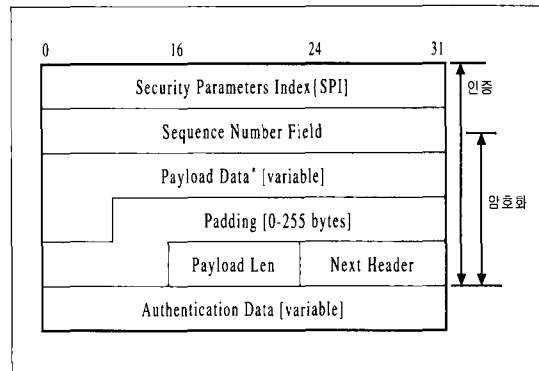 0 16 24 31
Security Parameters Index{SPI]
인증
Sequence Number Field
Payload Data* [variable]
암호화
Padding [0-255 bytes]
Payload Len Next Header
Authentication Data [variable]